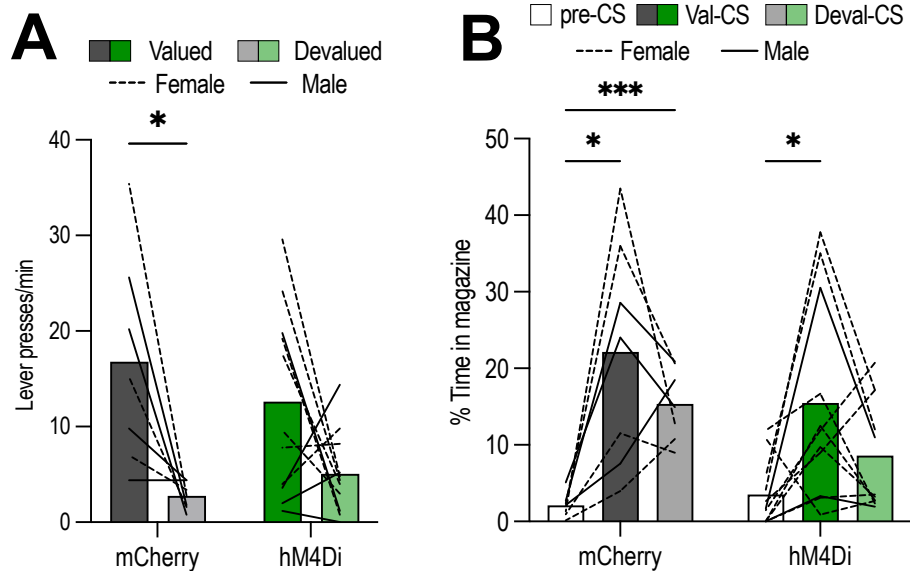 A
Valued Devalued
Female Male
*
Lever presses/min
40
30
20
10
0
mCherry hM4Di
B
pre-CS Val-CS Deval-CS
Female Male
***
* *
% Time in magazine
50
40
30
20
10
0
mCherry hM4Di